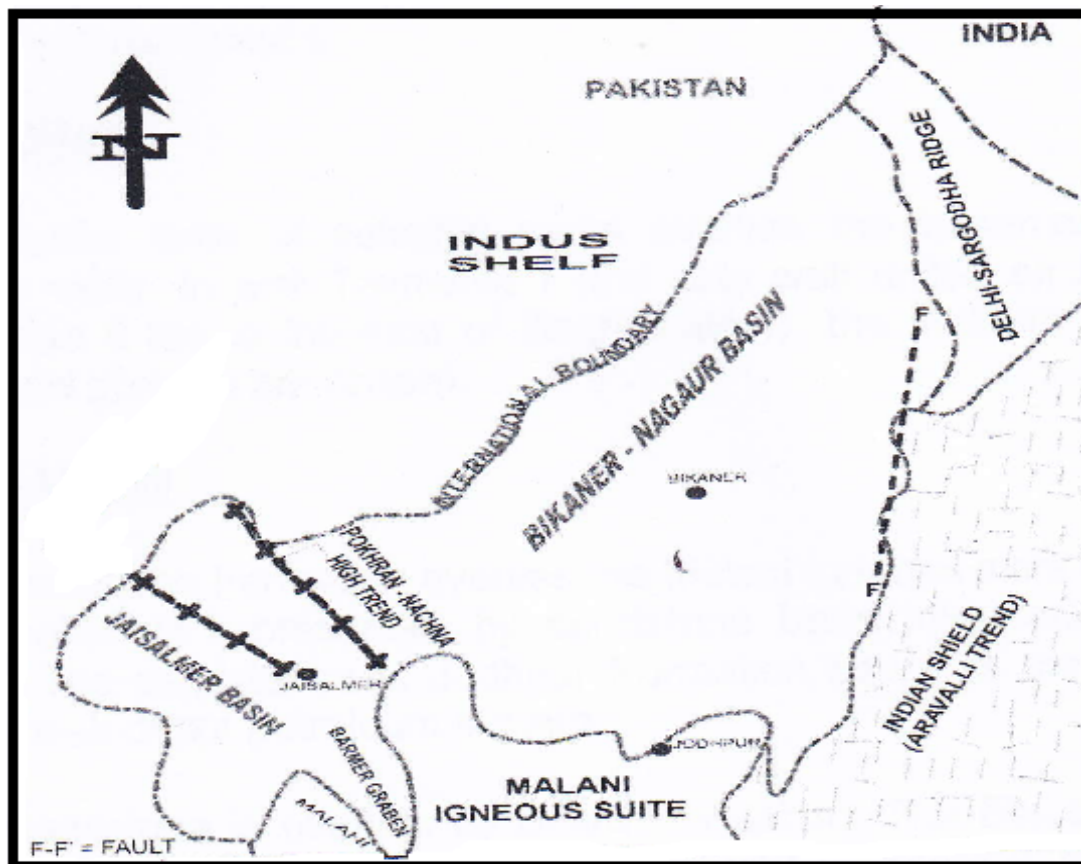 INDIA
PAKISTAN
N
INDUS
SHELF
DELHI-SARGODHA RIDGE
F
INTERNATIONAL BOUNDARY
BIKANER - NAGAUR BASIN
BIKANER
POKHRAN - NACHNA
HIGH TREND
F
JAISALMER BASIN
JAISALMER
INDIAN SHIELD
(ARAVALLI TREND)
BARMER GRABEN
JODHPUR
MALANI
IGNEOUS SUITE
MALANI
F-F' = FAULT